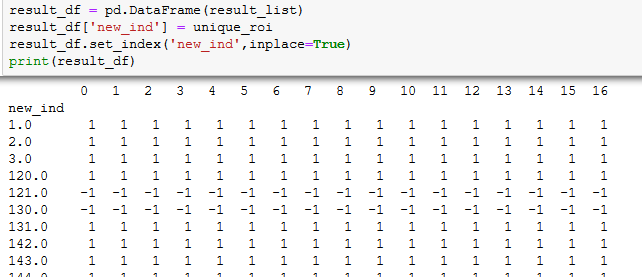 result_df = pd.DataFrame(result_list)
result_df['new_ind'] = unique_roi
result_df.set_index('new_ind',inplace=True)
print(result_df)
0 1 2 3 4 5 6 7 8 9 10 11 12 13 14 15 16
new_ind
1.0 1 1 1 1 1 1 1 1 1 1 1 1 1 1 1 1 1
2.0 1 1 1 1 1 1 1 1 1 1 1 1 1 1 1 1 1
3.0 1 1 1 1 1 1 1 1 1 1 1 1 1 1 1 1 1
120.0 1 1 1 1 1 1 1 1 1 1 1 1 1 1 1 1 1
121.0 -1 -1 -1 -1 -1 -1 -1 -1 -1 -1 -1 -1 -1 -1 -1 -1 -1
130.0 -1 -1 -1 -1 -1 -1 -1 -1 -1 -1 -1 -1 -1 -1 -1 -1 -1
131.0 1 1 1 1 1 1 1 1 1 1 1 1 1 1 1 1 1
142.0 1 1 1 1 1 1 1 1 1 1 1 1 1 1 1 1 1
143.0 1 1 1 1 1 1 1 1 1 1 1 1 1 1 1 1 1